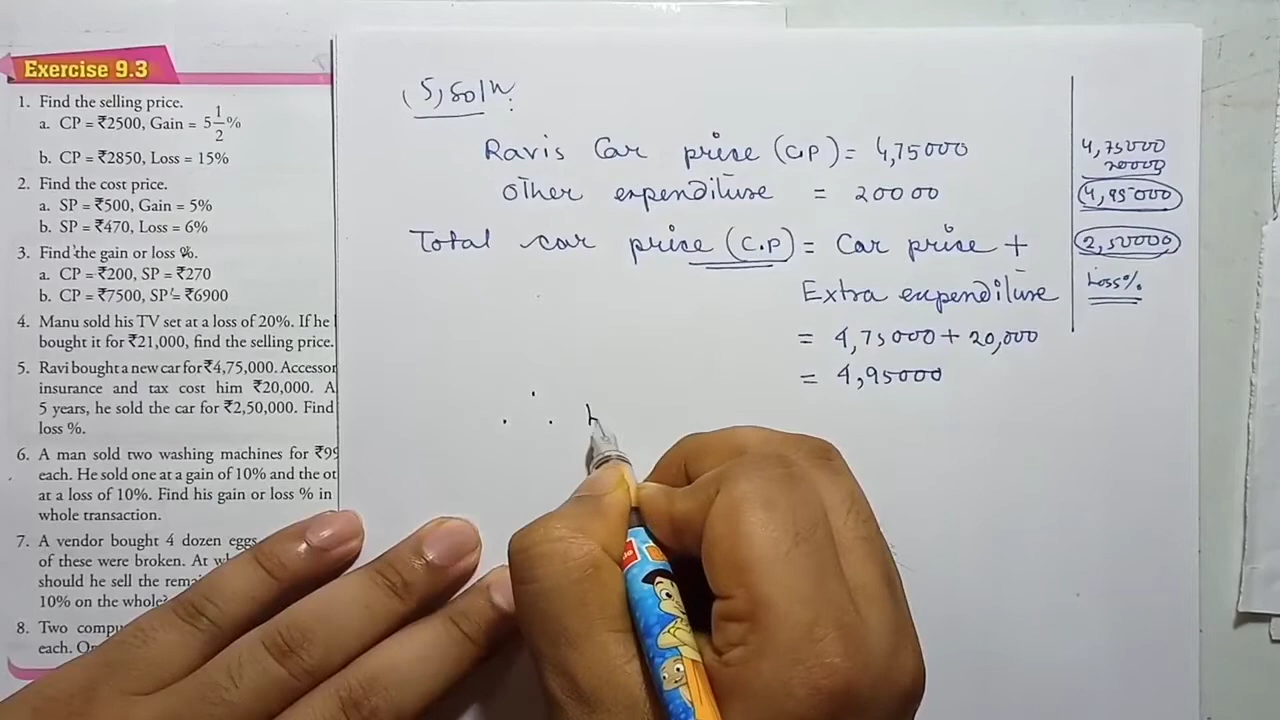 Exercise 9.3
1. Find the selling price.
a. CP = ₹2500, Gain = 5 1/2 %
b. CP = ₹2850, Loss = 15%
2. Find the cost price.
a. SP = ₹500, Gain = 5%
b. SP = ₹470, Loss = 6%
3. Find the gain or loss %.
a. CP = ₹200, SP = ₹270
b. CP = ₹7500, SP = ₹6900
4. Manu sold his TV set at a loss of 20%. If he
bought it for ₹21,000, find the selling price.
5. Ravi bought a new car for ₹4,75,000. Accessor
insurance and tax cost him ₹20,000. A
5 years, he sold the car for ₹2,50,000. Find
loss %.
6. A man sold two washing machines for ₹99
each. He sold one at a gain of 10% and the ot
at a loss of 10%. Find his gain or loss % in
whole transaction.
7. A vendor bought 4 dozen eggs
of these were broken. At w
should he sell the rema
10% on the whole?
8. Two compu
each. O
(5, Soln:
Ravis Car price (C.P) = 4,75000
Other expenditure = 20000
Total car price (C.P) = Car price +
Extra expenditure
= 4,75000 + 20,000
= 4,95000
∴
4,75000
20000
4,95000
2,50000
Loss%